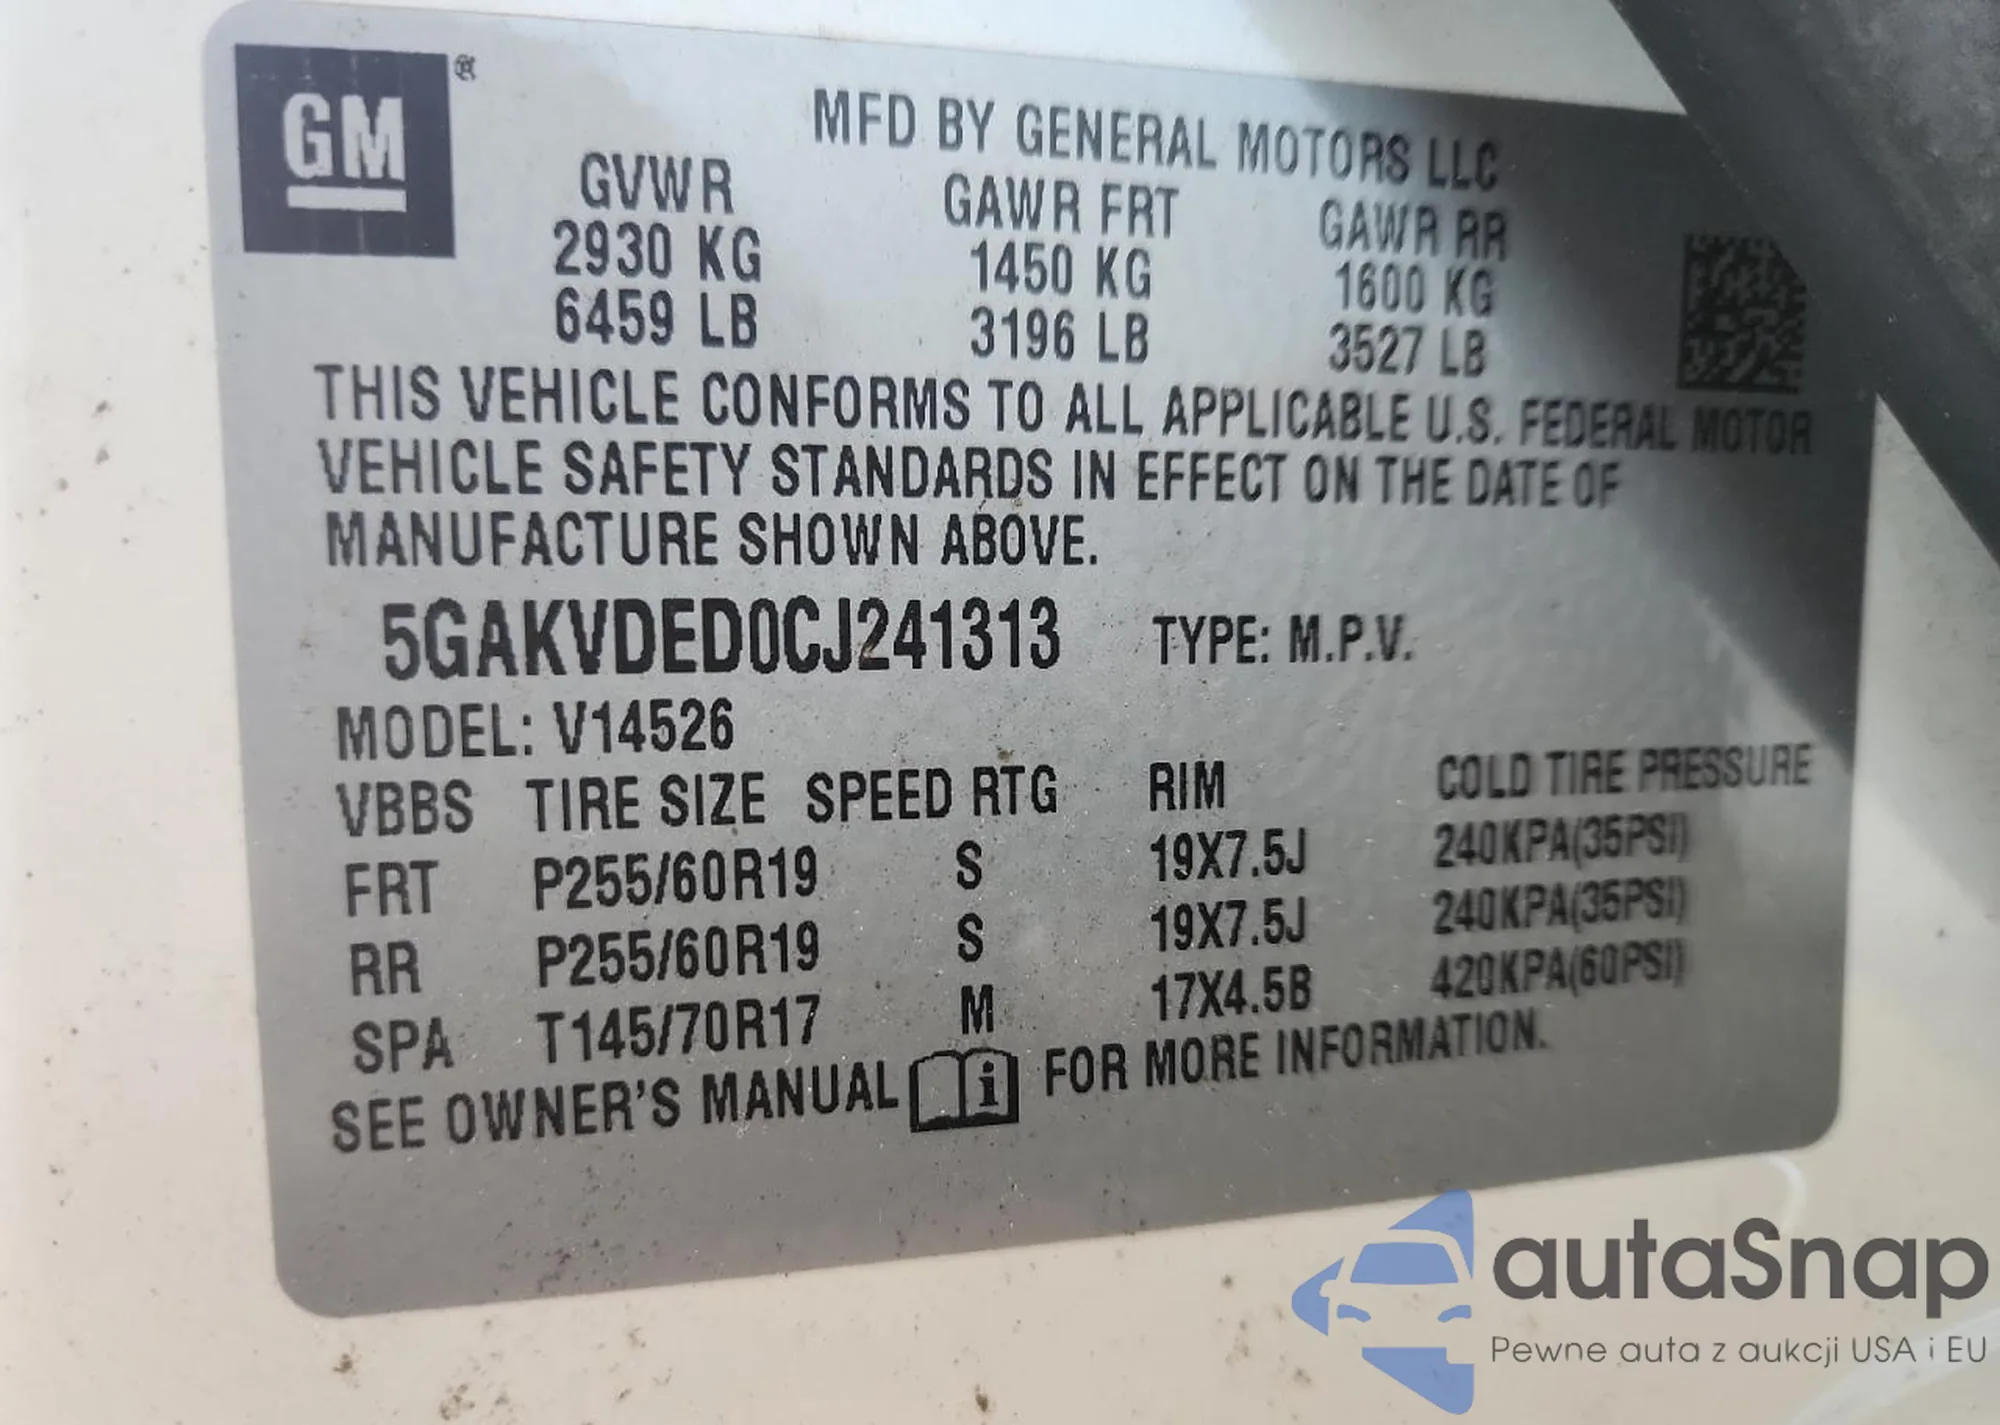 GM®
MFD BY GENERAL MOTORS LLC
GVWR GAWR FRT GAWR RR
2930 KG 1450 KG 1600 KG
6459 LB 3196 LB 3527 LB
THIS VEHICLE CONFORMS TO ALL APPLICABLE U.S. FEDERAL MOTOR
VEHICLE SAFETY STANDARDS IN EFFECT ON THE DATE OF
MANUFACTURE SHOWN ABOVE.
5GAKVDED0CJ241313 TYPE: M.P.V.
MODEL: V14526
VBBS TIRE SIZE SPEED RTG RIM COLD TIRE PRESSURE
FRT P255/60R19 S 19X7.5J 240KPA(35PSI)
RR P255/60R19 S 19X7.5J 240KPA(35PSI)
SPA T145/70R17 M 17X4.5B 420KPA(60PSI)
SEE OWNER'S MANUAL i FOR MORE INFORMATION.
autaSnap
Pewne auta z aukcji USA i EU